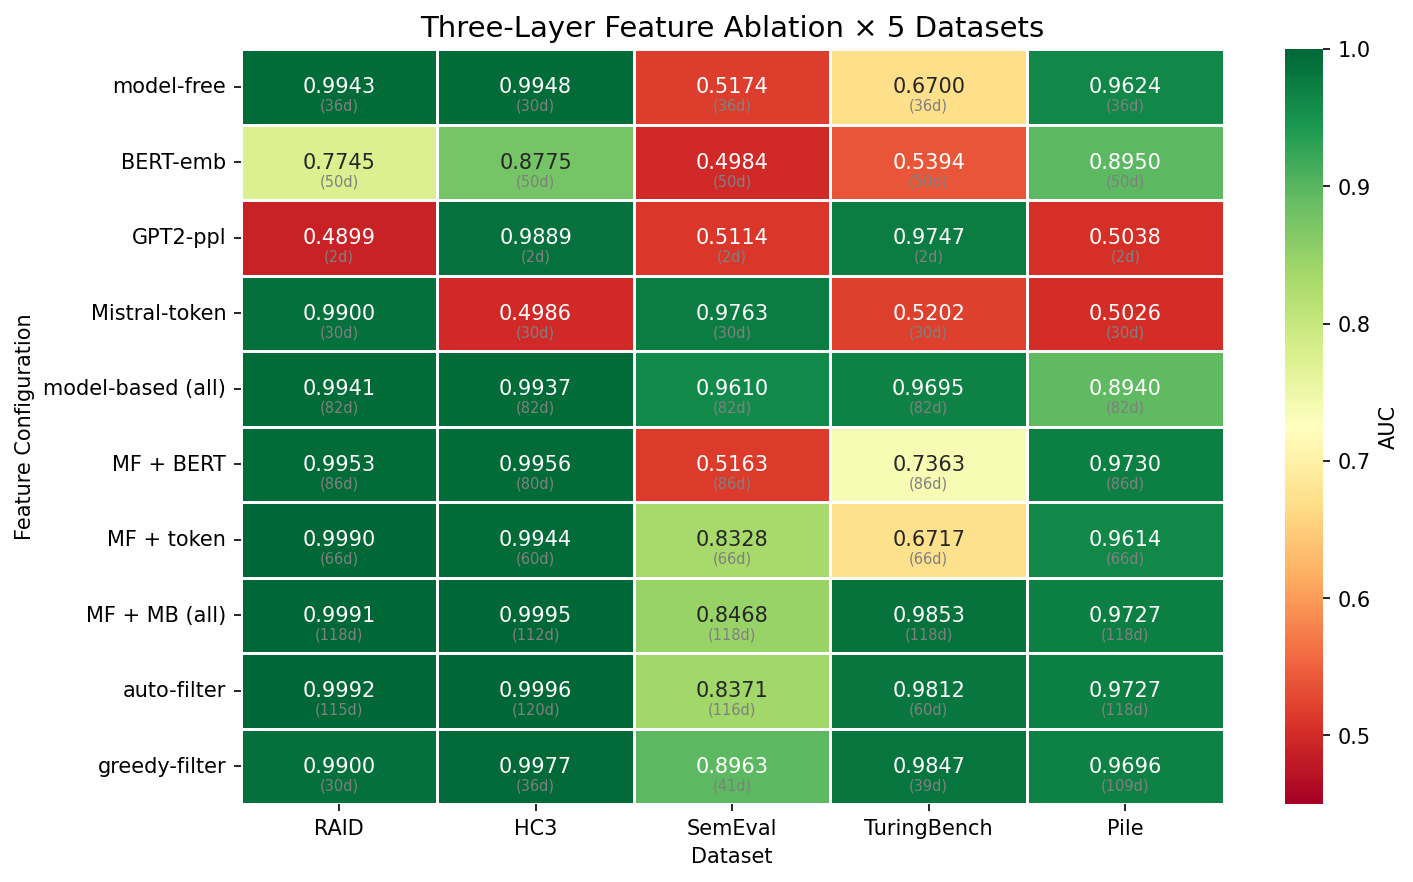 Three-Layer Feature Ablation × 5 Datasets
Feature Configuration
model-free 0.9943 0.9948 0.5174 0.6700 0.9624
(36d) (30d) (36d) (36d) (36d)
BERT-emb 0.7745 0.8775 0.4984 0.5394 0.8950
(50d) (50d) (50d) (50d) (50d)
GPT2-ppl 0.4899 0.9889 0.5114 0.9747 0.5038
(2d) (2d) (2d) (2d) (2d)
Mistral-token 0.9900 0.4986 0.9763 0.5202 0.5026
(30d) (30d) (30d) (30d) (30d)
model-based (all) 0.9941 0.9937 0.9610 0.9695 0.8940
(82d) (82d) (82d) (82d) (82d)
MF + BERT 0.9953 0.9956 0.5163 0.7363 0.9730
(86d) (80d) (86d) (86d) (86d)
MF + token 0.9990 0.9944 0.8328 0.6717 0.9614
(66d) (60d) (66d) (66d) (66d)
MF + MB (all) 0.9991 0.9995 0.8468 0.9853 0.9727
(118d) (112d) (118d) (118d) (118d)
auto-filter 0.9992 0.9996 0.8371 0.9812 0.9727
(115d) (120d) (116d) (60d) (118d)
greedy-filter 0.9900 0.9977 0.8963 0.9847 0.9696
(30d) (36d) (41d) (39d) (109d)
RAID HC3 SemEval TuringBench Pile
Dataset
1.0
0.9
0.8
0.7
0.6
0.5
AUC